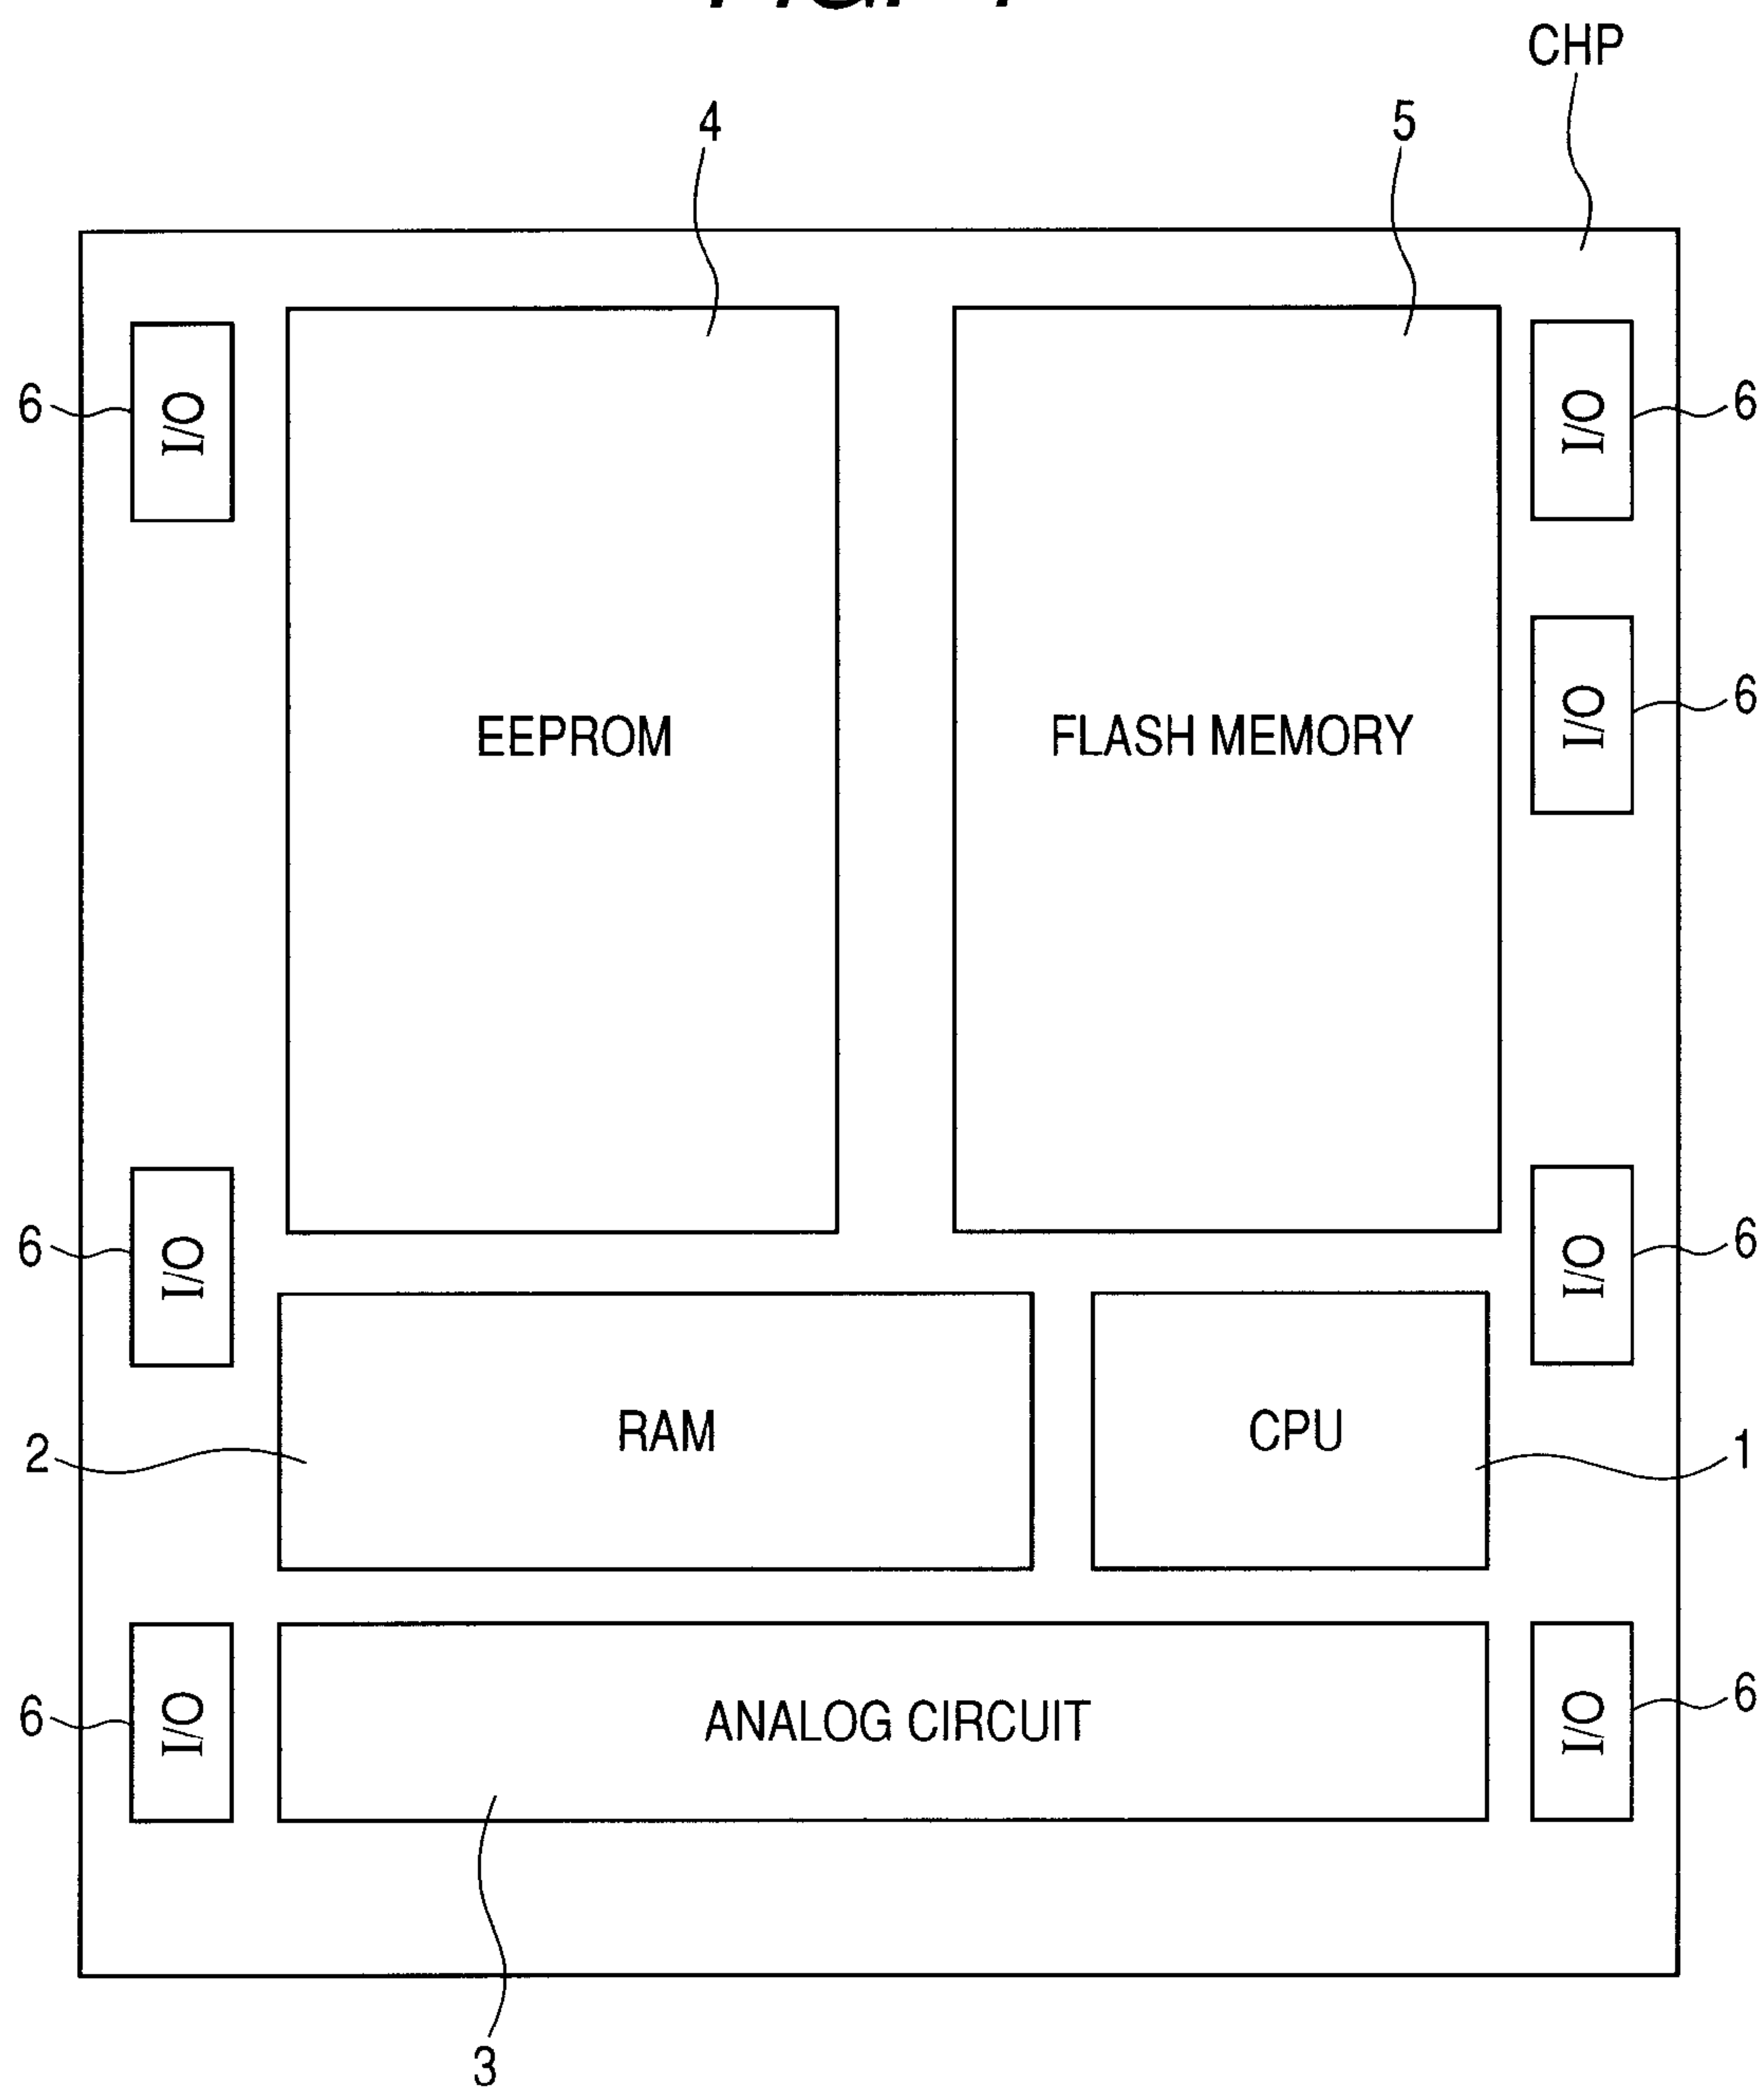 CHP
4
5
6
I/O
I/O
6
EEPROM
FLASH MEMORY
I/O
6
6
I/O
I/O
6
2
RAM
CPU
1
6
I/O
ANALOG CIRCUIT
I/O
6
3